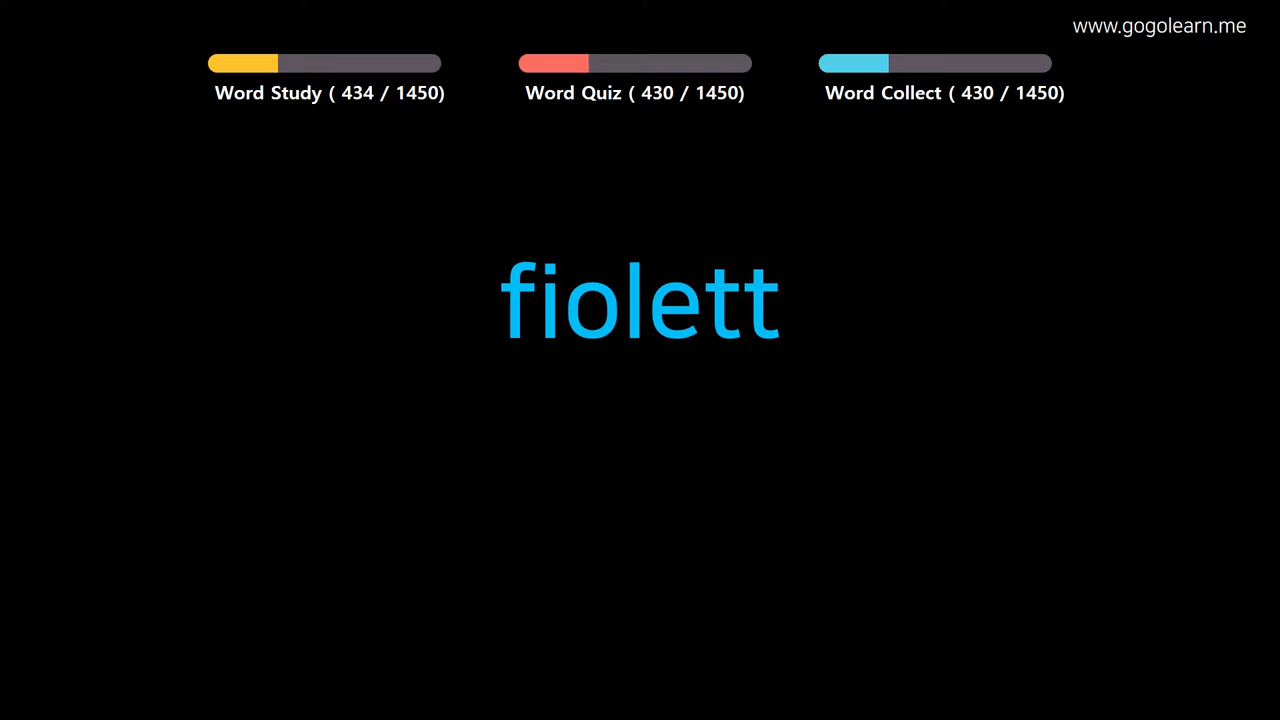 www.gogolearn.me
Word Study ( 434 / 1450)
Word Quiz ( 430 / 1450)
Word Collect ( 430 / 1450)
fiolett